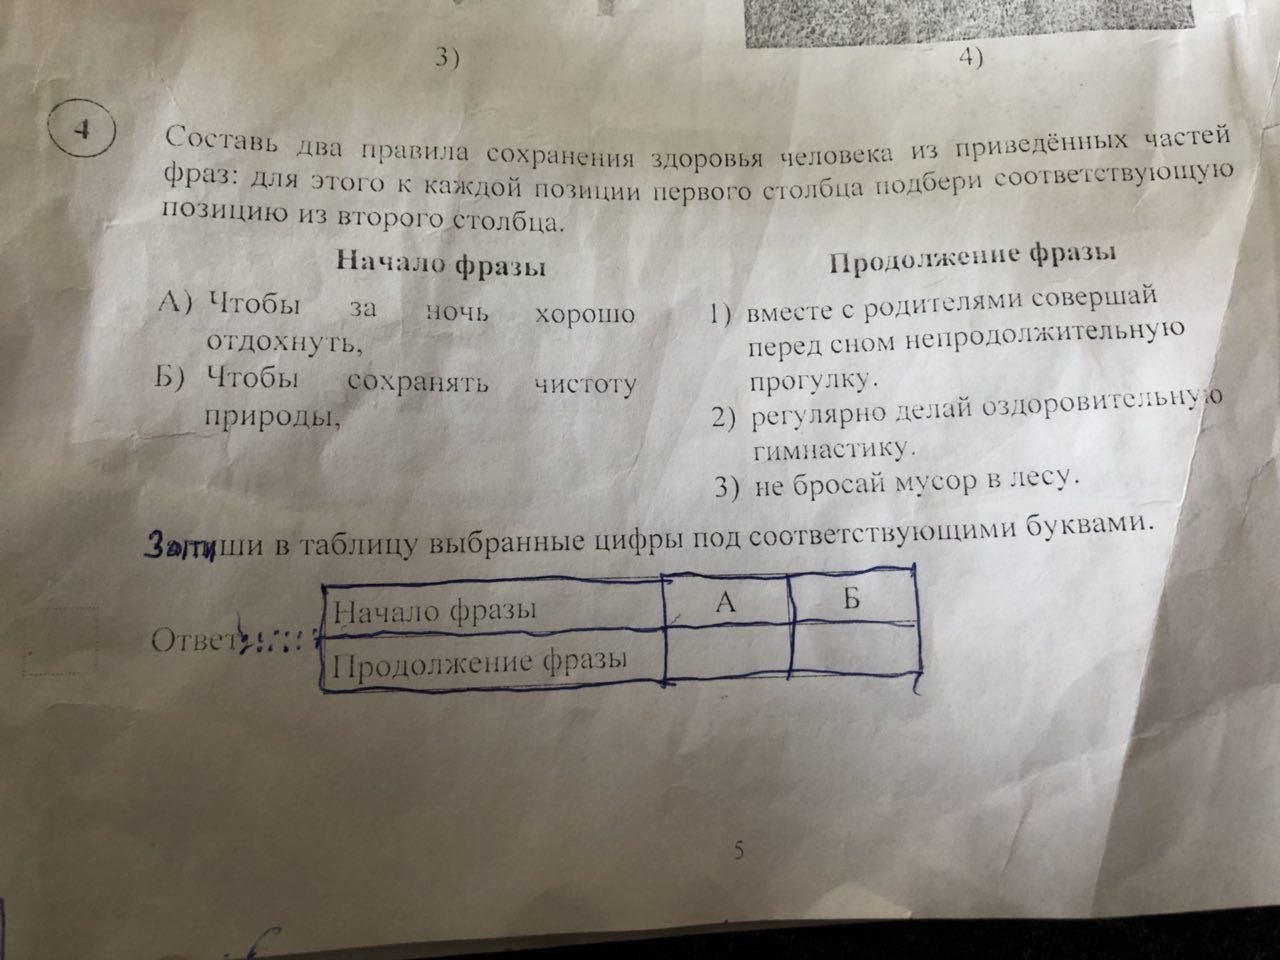 3)
4)
4
Составь два правила сохранения здоровья человека из приведённых частей
фраз: для этого к каждой позиции первого столбца подбери соответствующую
позицию из второго столбца.
Начало фразы
А) Чтобы за ночь хорошо
отдохнуть,
Б) Чтобы сохранять чистоту
природы,
Продолжение фразы
1) вместе с родителями совершай
перед сном непродолжительную
прогулку.
2) регулярно делай оздоровительную
гимнастику.
3) не бросай мусор в лесу.
Запиши в таблицу выбранные цифры под соответствующими буквами.
Ответ:
Начало фразы А Б
Продолжение фразы
5